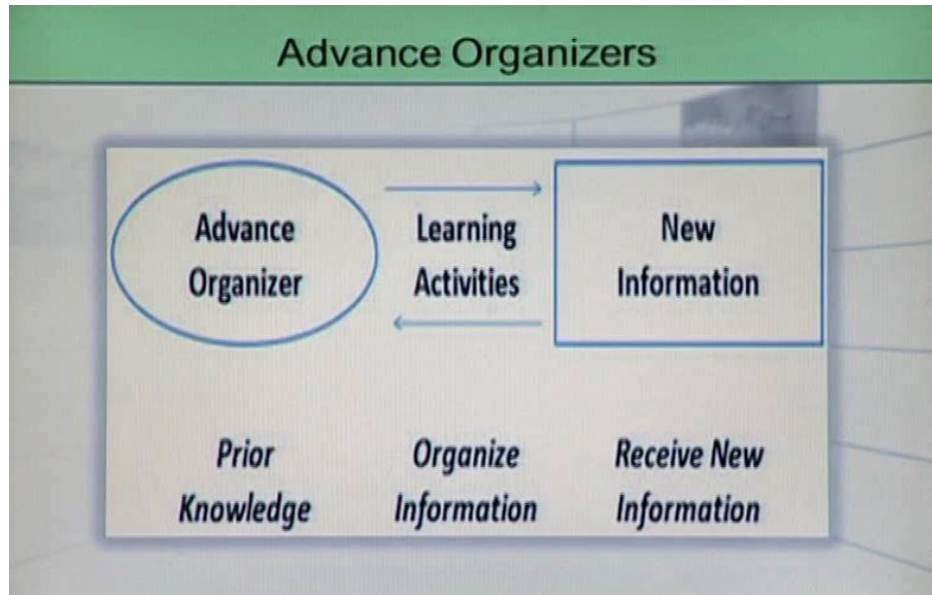 Advance Organizers
Advance
Organizer
Learning
Activities
New
Information
Prior
Knowledge
Organize
Information
Receive New
Information